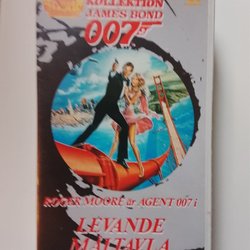 KOLLEKTION
JAMES BOND
007
ROGER MOORE är AGENT 007 i
LEVANDE
MÅLTAVLA